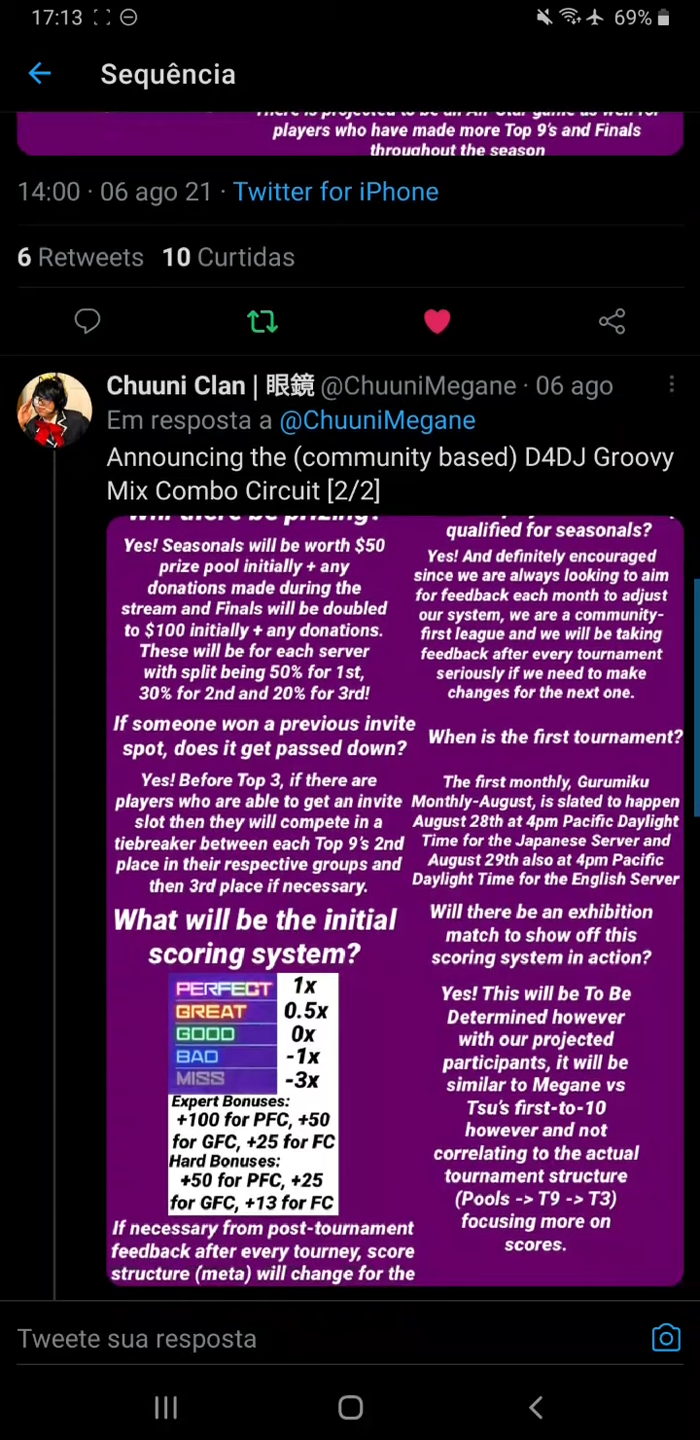 17:13
69%
Sequência
There is projected to be an All-Star game as well for
players who have made more Top 9's and Finals
throughout the season
14:00 · 06 ago 21 · Twitter for iPhone
6 Retweets 10 Curtidas
Chuuni Clan | 眼鏡 @ChuuniMegane · 06 ago
Em resposta a @ChuuniMegane
Announcing the (community based) D4DJ Groovy
Mix Combo Circuit [2/2]
Will there be prizing?
Yes! Seasonals will be worth $50
prize pool initially + any
donations made during the
stream and Finals will be doubled
to $100 initially + any donations.
These will be for each server
with split being 50% for 1st,
30% for 2nd and 20% for 3rd!
If someone won a previous invite
spot, does it get passed down?
Yes! Before Top 3, if there are
players who are able to get an invite
slot then they will compete in a
tiebreaker between each Top 9's 2nd
place in their respective groups and
then 3rd place if necessary.
What will be the initial
scoring system?
PERFECT 1x
GREAT 0.5x
GOOD 0x
BAD -1x
MISS -3x
Expert Bonuses:
+100 for PFC, +50
for GFC, +25 for FC
Hard Bonuses:
+50 for PFC, +25
for GFC, +13 for FC
If necessary from post-tournament
feedback after every tourney, score
structure (meta) will change for the
qualified for seasonals?
Yes! And definitely encouraged
since we are always looking to aim
for feedback each month to adjust
our system, we are a community-
first league and we will be taking
feedback after every tournament
seriously if we need to make
changes for the next one.
When is the first tournament?
The first monthly, Gurumiku
Monthly-August, is slated to happen
August 28th at 4pm Pacific Daylight
Time for the Japanese Server and
August 29th also at 4pm Pacific
Daylight Time for the English Server
Will there be an exhibition
match to show off this
scoring system in action?
Yes! This will be To Be
Determined however
with our projected
participants, it will be
similar to Megane vs
Tsu's first-to-10
however and not
correlating to the actual
tournament structure
(Pools -> T9 -> T3)
focusing more on
scores.
Tweete sua resposta